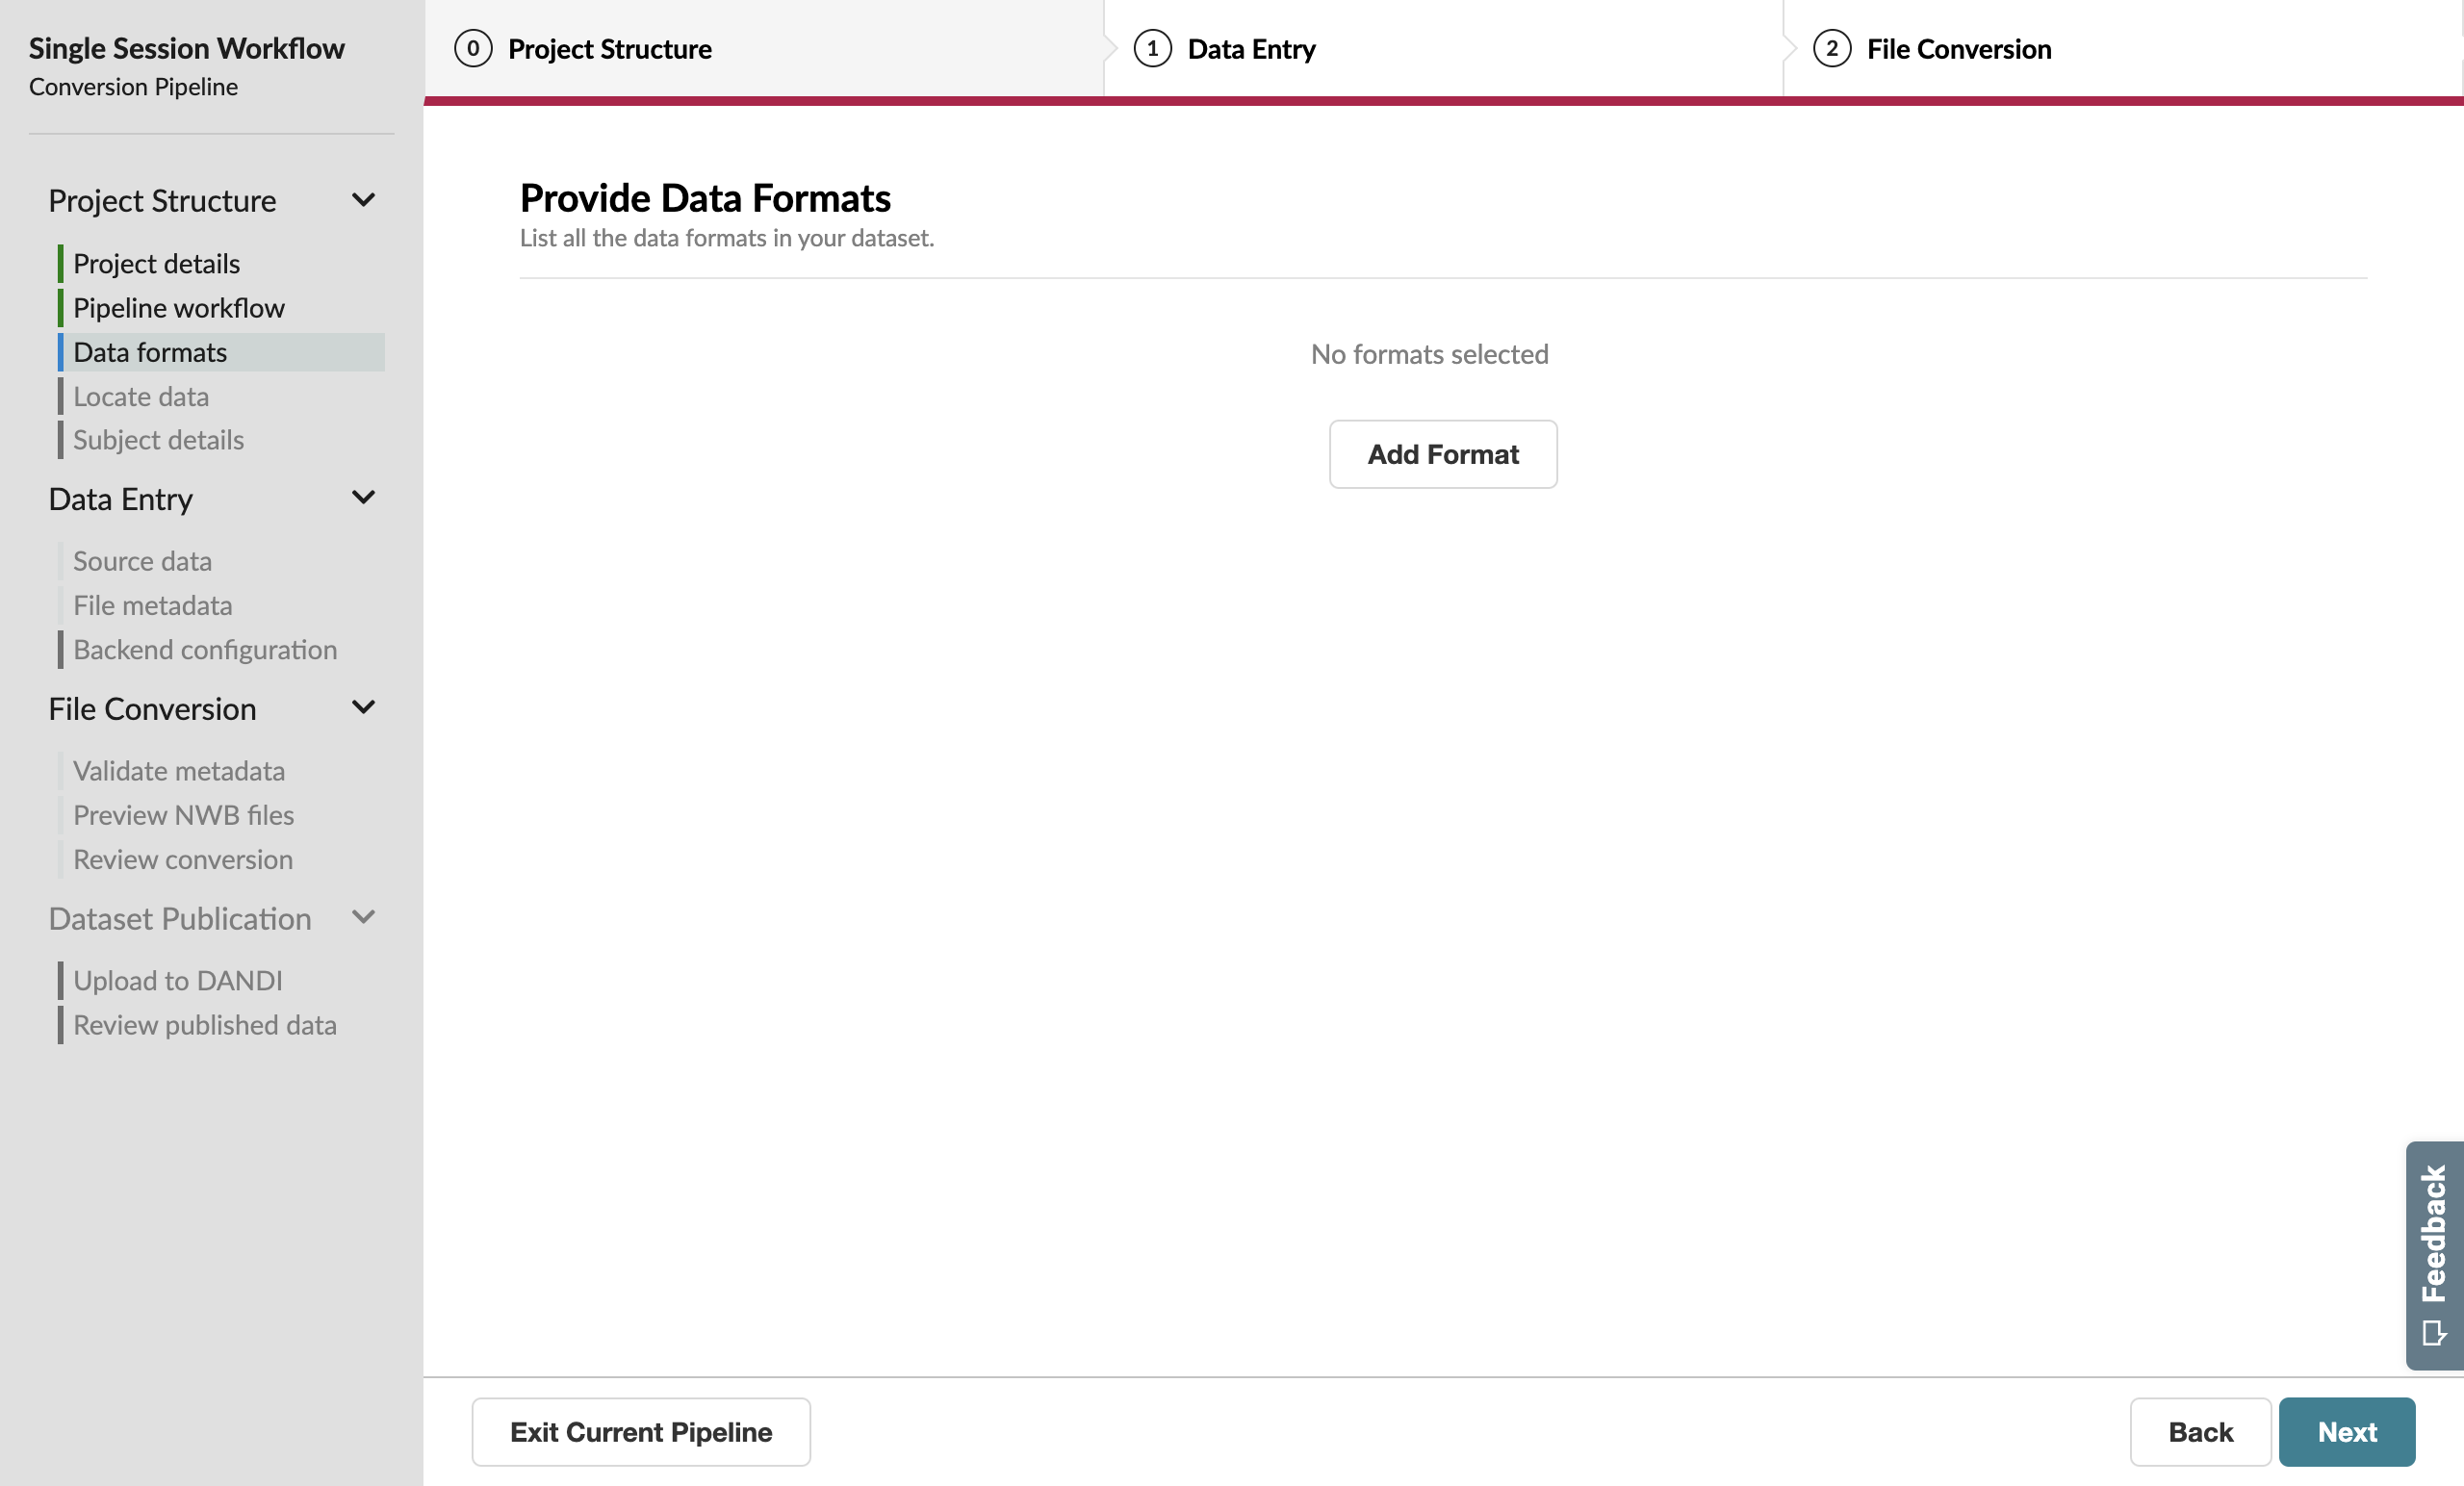 Single Session Workflow
Conversion Pipeline
Project Structure
Project details
Pipeline workflow
Data formats
Locate data
Subject details
Data Entry
Source data
File metadata
Backend configuration
File Conversion
Validate metadata
Preview NWB files
Review conversion
Dataset Publication
Upload to DANDI
Review published data
0 Project Structure
1 Data Entry
2 File Conversion
Provide Data Formats
List all the data formats in your dataset.
No formats selected
Add Format
Feedback
Exit Current Pipeline
Back
Next